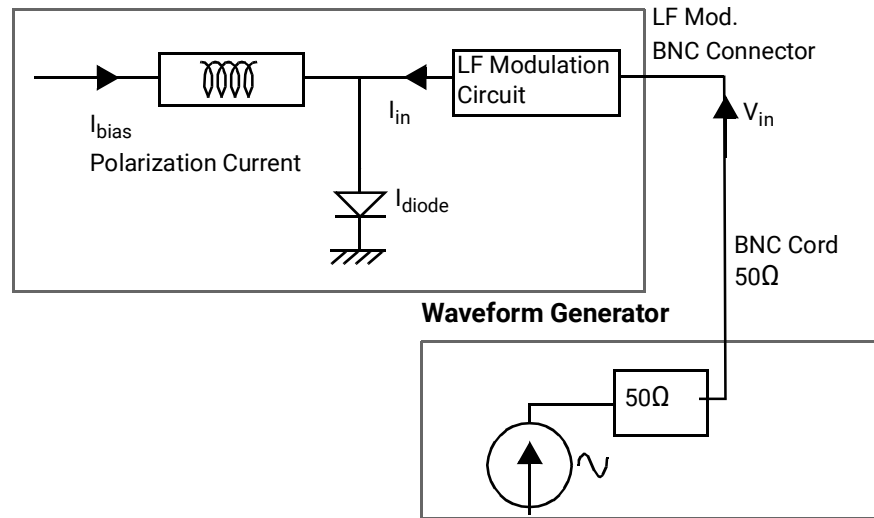 LF Mod.
BNC Connector
LF Modulation
Circuit
I_in
V_in
I_bias
Polarization Current
I_diode
BNC Cord
50Ω
Waveform Generator
50Ω